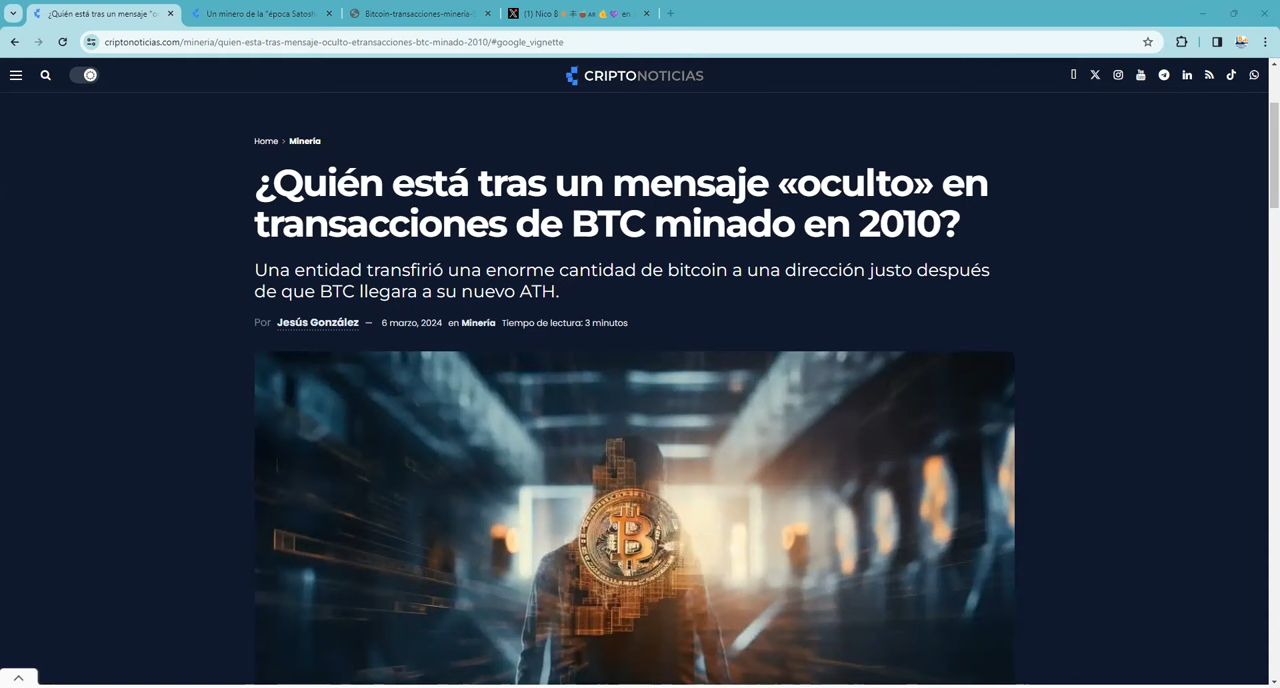 ¿Quién está tras un mensaje "o
Un minero de la "época Satosh
Bitcoin-transacciones-mineria-
(1) Nico B
en
criptonoticias.com/mineria/quien-esta-tras-mensaje-oculto-etransacciones-btc-minado-2010/#google_vignette
CRIPTONOTICIAS
Home > Minería
¿Quién está tras un mensaje «oculto» en
transacciones de BTC minado en 2010?
Una entidad transfirió una enorme cantidad de bitcoin a una dirección justo después
de que BTC llegara a su nuevo ATH.
Por Jesús González — 6 marzo, 2024 en Minería Tiempo de lectura: 3 minutos